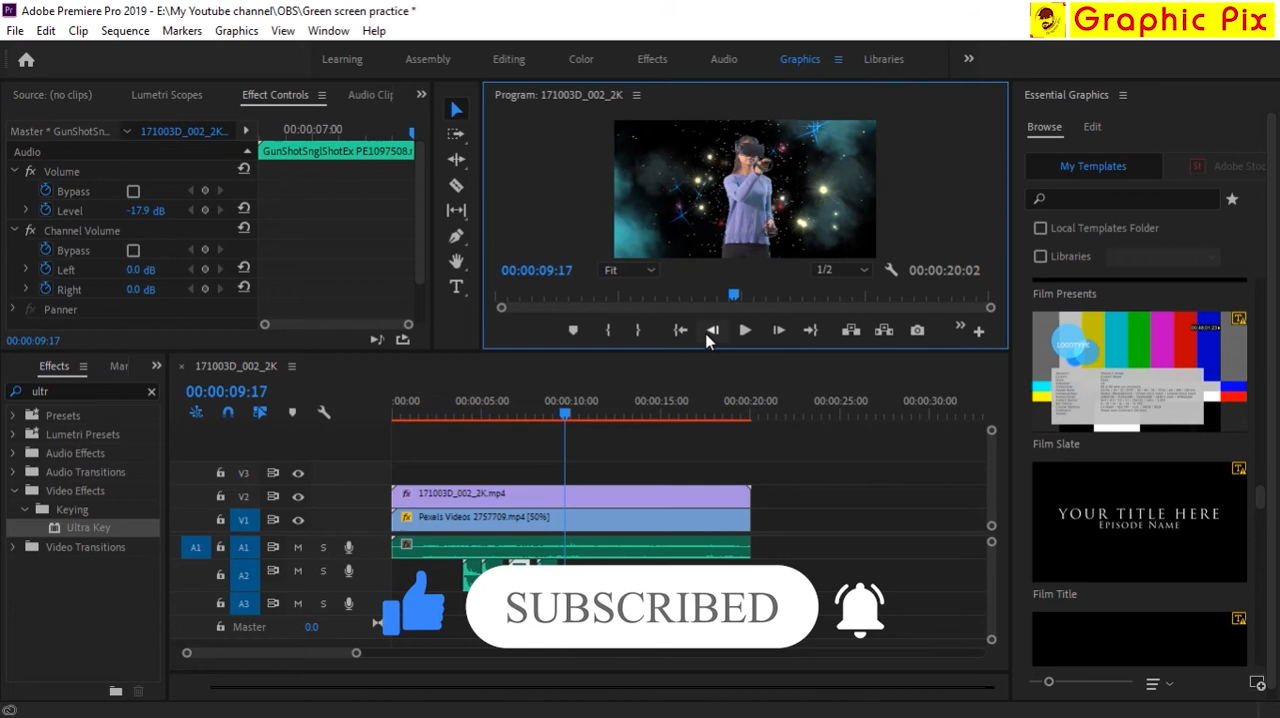 Adobe Premiere Pro 2019 - E:\My Youtube channel\OBS\Green screen practice *
Graphic Pix
File Edit Clip Sequence Markers Graphics View Window Help
Learning Assembly Editing Color Effects Audio Graphics Libraries
Source: (no clips) Lumetri Scopes Effect Controls Audio Clip
Program: 171003D_002_2K
Essential Graphics
Master * GunShotSn... 171003D_002_2K...
00:00:07:00
Browse Edit
Audio
GunShotSnglShotEx PE1097508.
My Templates
Adobe Stoc
Volume
Bypass
Level -17.9 dB
Channel Volume
Bypass
Left 0.0 dB
Right 0.0 dB
Panner
00:00:09:17
00:00:09:17 Fit 1/2 00:00:20:02
Local Templates Folder
Libraries
Film Presents
00:48:01:23
LOGOTYPE
Film Slate
YOUR TITLE HERE
EPISODE NAME
Film Title
Effects Mar
ultr
Presets
Lumetri Presets
Audio Effects
Audio Transitions
Video Effects
Keying
Ultra Key
Video Transitions
171003D_002_2K
00:00:09:17
:00:00 00:00:05:00 00:00:10:00 00:00:15:00 00:00:20:00 00:00:25:00 00:00:30:00
V3
V2 171003D_002_2K.mp4
V1 Pexels Videos 2757709.mp4 [50%]
A1 A1 M S
A2 M S
A3 M S
Master 0.0
SUBSCRIBED